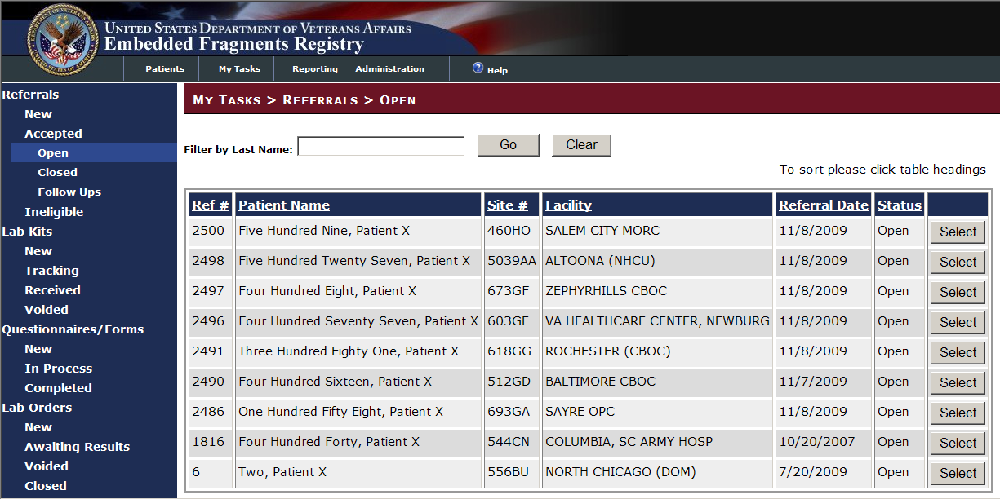 UNITED STATES DEPARTMENT OF VETERANS AFFAIRS
Embedded Fragments Registry
Patients My Tasks Reporting Administration ? Help
Referrals
New
Accepted
Open
Closed
Follow Ups
Ineligible
Lab Kits
New
Tracking
Received
Voided
Questionnaires/Forms
New
In Process
Completed
Lab Orders
New
Awaiting Results
Voided
Closed
MY TASKS > REFERRALS > OPEN
Filter by Last Name: Go Clear
To sort please click table headings
Ref # Patient Name Site # Facility Referral Date Status
2500 Five Hundred Nine, Patient X 460HO SALEM CITY MORC 11/8/2009 Open Select
2498 Five Hundred Twenty Seven, Patient X 5039AA ALTOONA (NHCU) 11/8/2009 Open Select
2497 Four Hundred Eight, Patient X 673GF ZEPHYRHILLS CBOC 11/8/2009 Open Select
2496 Four Hundred Seventy Seven, Patient X 603GE VA HEALTHCARE CENTER, NEWBURG 11/8/2009 Open Select
2491 Three Hundred Eighty One, Patient X 618GG ROCHESTER (CBOC) 11/8/2009 Open Select
2490 Four Hundred Sixteen, Patient X 512GD BALTIMORE CBOC 11/7/2009 Open Select
2486 One Hundred Fifty Eight, Patient X 693GA SAYRE OPC 11/8/2009 Open Select
1816 Four Hundred Forty, Patient X 544CN COLUMBIA, SC ARMY HOSP 10/20/2007 Open Select
6 Two, Patient X 556BU NORTH CHICAGO (DOM) 7/20/2009 Open Select